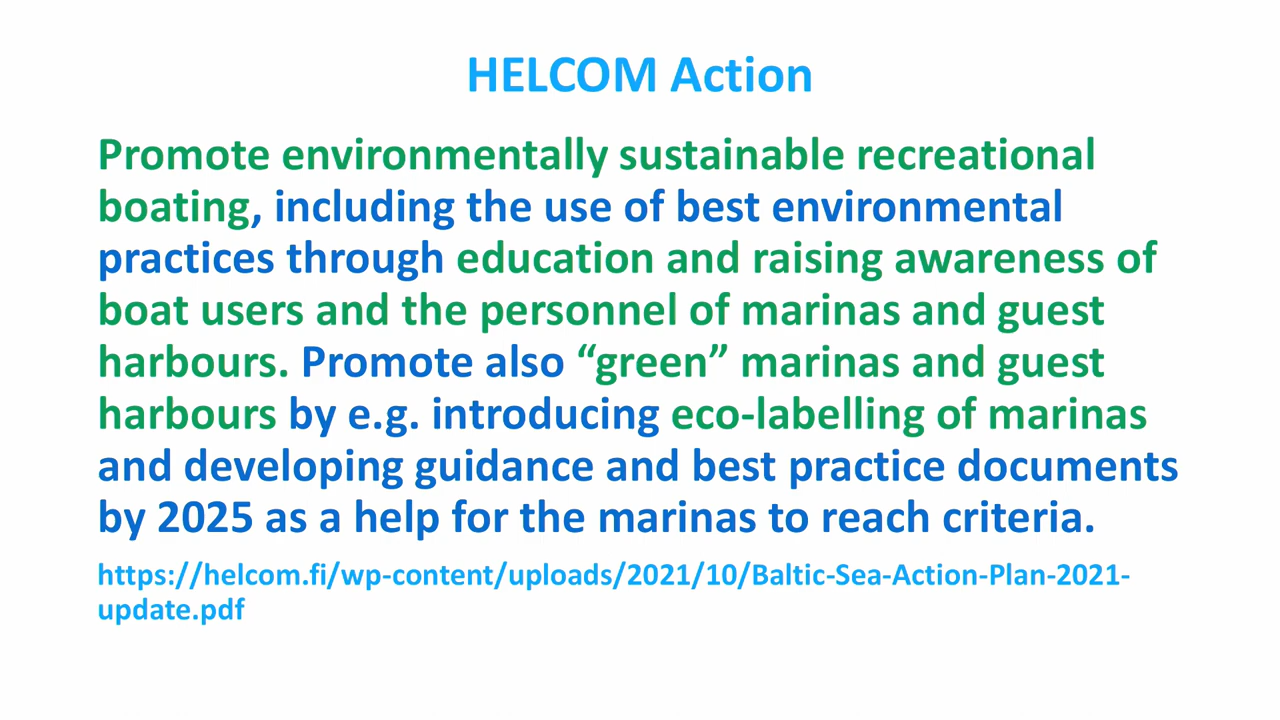 HELCOM Action
Promote environmentally sustainable recreational
boating, including the use of best environmental
practices through education and raising awareness of
boat users and the personnel of marinas and guest
harbours. Promote also “green” marinas and guest
harbours by e.g. introducing eco-labelling of marinas
and developing guidance and best practice documents
by 2025 as a help for the marinas to reach criteria.
https://helcom.fi/wp-content/uploads/2021/10/Baltic-Sea-Action-Plan-2021-
update.pdf